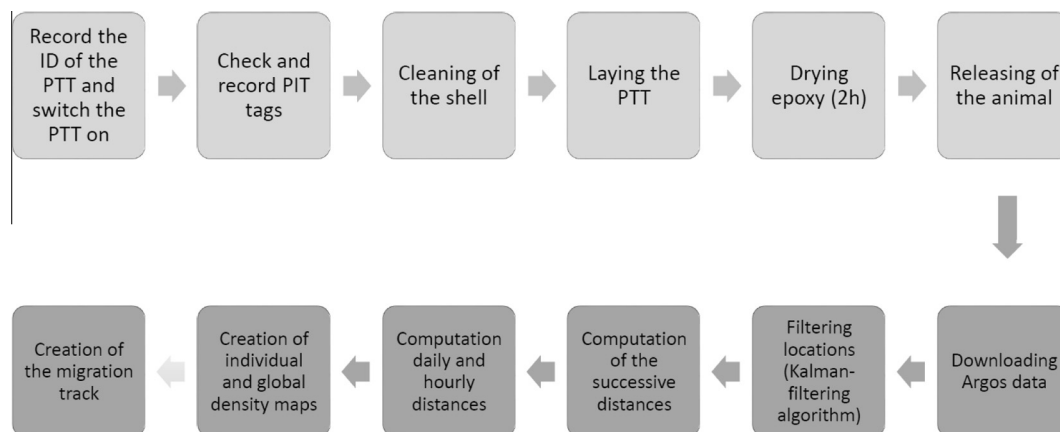 Record the
ID of the
PTT and
switch the
PTT on
Check and
record PIT
tags
Cleaning of
the shell
Laying the
PTT
Drying
epoxy (2h)
Releasing of
the animal
Downloading
Argos data
Filtering
locations
(Kalman-
filtering
algorithm)
Computation
of the
successive
distances
Computation
daily and
hourly
distances
Creation of
individual
and global
density maps
Creation of
the migration
track